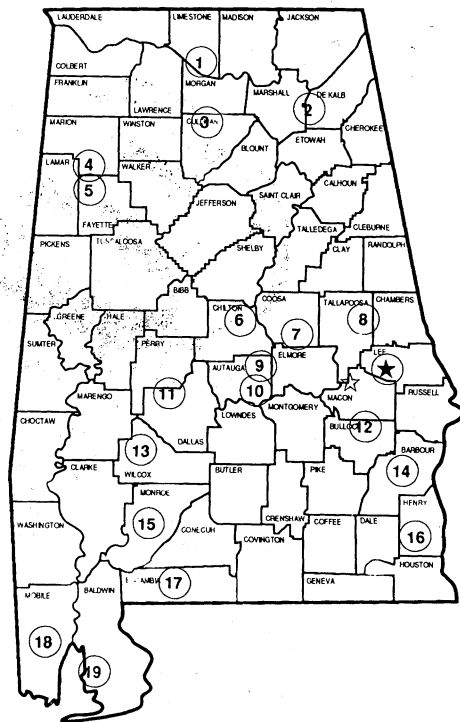 LAUDERDALE LIMESTONE MADISON JACKSON
COLBERT 1
FRANKLIN MORGAN MARSHALL 2 DE KALB
LAWRENCE
MARION WINSTON 3 CHEROKEE
ETOWAH
BLOUNT
LAMAR 4 WALKER
5 CALHOUN
JEFFERSON SAINT CLAIR
FAYETTE TALLEDEGA CLEBURNE
PICKENS SHELBY CLAY RANDOLPH
BIBB
COOSA TALLAPOOSA CHAMBERS
GREENE HALE CHILTON 6 7 8
SUMTER PERRY ELMORE LEE
AUTAUGA 9
MARENGO 11 10 MACON RUSSELL
CHOCTAW LOWNDES MONTGOMERY
12
DALLAS BARBOUR
13
CLARKE WILCOX BUTLER PIKE 14
MONROE HENRY
WASHINGTON 15 CONECUH CRENSHAW COFFEE DALE 16
COVINGTON HOUSTON
17 GENEVA
MOBILE BALDWIN
18
19